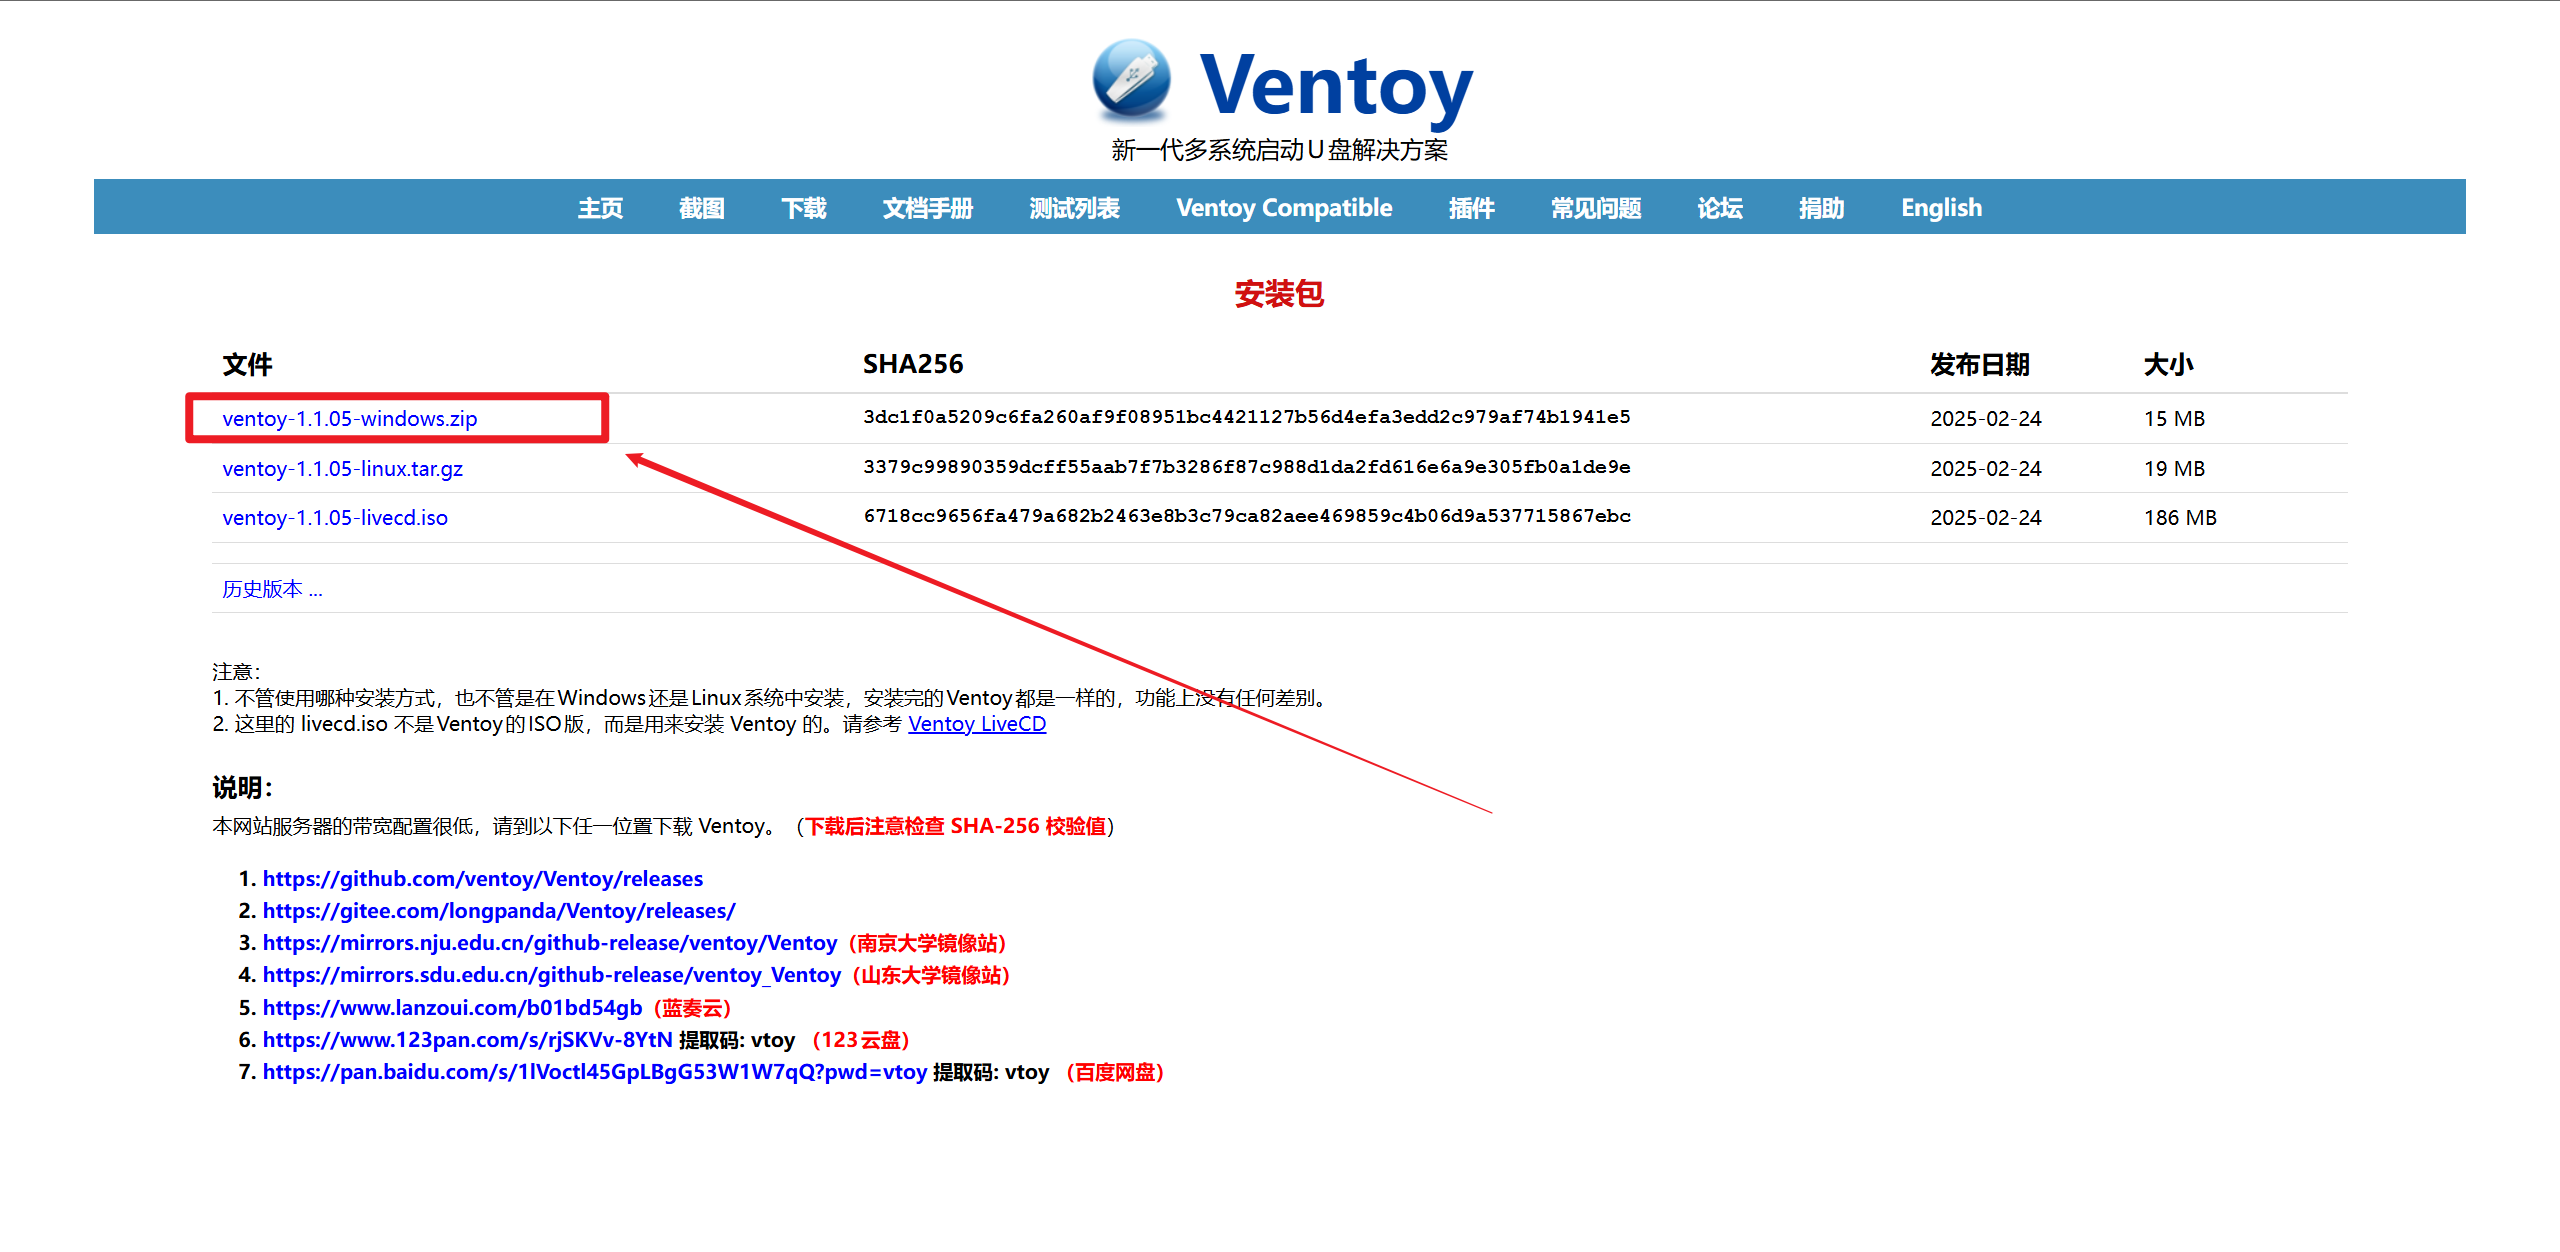 Ventoy
新一代多系统启动U盘解决方案
主页 截图 下载 文档手册 测试列表 Ventoy Compatible 插件 常见问题 论坛 捐助 English
安装包
文件 SHA256 发布日期 大小
ventoy-1.1.05-windows.zip 3dc1f0a5209c6fa260af9f08951bc4421127b56d4efa3edd2c979af74b1941e5 2025-02-24 15 MB
ventoy-1.1.05-linux.tar.gz 3379c99890359dcff55aab7f7b3286f87c988d1da2fd616e6a9e305fb0a1de9e 2025-02-24 19 MB
ventoy-1.1.05-livecd.iso 6718cc9656fa479a682b2463e8b3c79ca82aee469859c4b06d9a537715867ebc 2025-02-24 186 MB
历史版本 ...
注意：
1. 不管使用哪种安装方式，也不管是在Windows还是Linux系统中安装，安装完的Ventoy都是一样的，功能上没有任何差别。
2. 这里的 livecd.iso 不是Ventoy的ISO版，而是用来安装 Ventoy 的。请参考 Ventoy LiveCD
说明：
本网站服务器的带宽配置很低，请到以下任一位置下载 Ventoy。（下载后注意检查 SHA-256 校验值）
1. https://github.com/ventoy/Ventoy/releases
2. https://gitee.com/longpanda/Ventoy/releases/
3. https://mirrors.nju.edu.cn/github-release/ventoy/Ventoy（南京大学镜像站）
4. https://mirrors.sdu.edu.cn/github-release/ventoy_Ventoy（山东大学镜像站）
5. https://www.lanzoui.com/b01bd54gb（蓝奏云）
6. https://www.123pan.com/s/rjSKVv-8YtN 提取码: vtoy （123云盘）
7. https://pan.baidu.com/s/1lVoctl45GpLBgG53W1W7qQ?pwd=vtoy 提取码: vtoy （百度网盘）